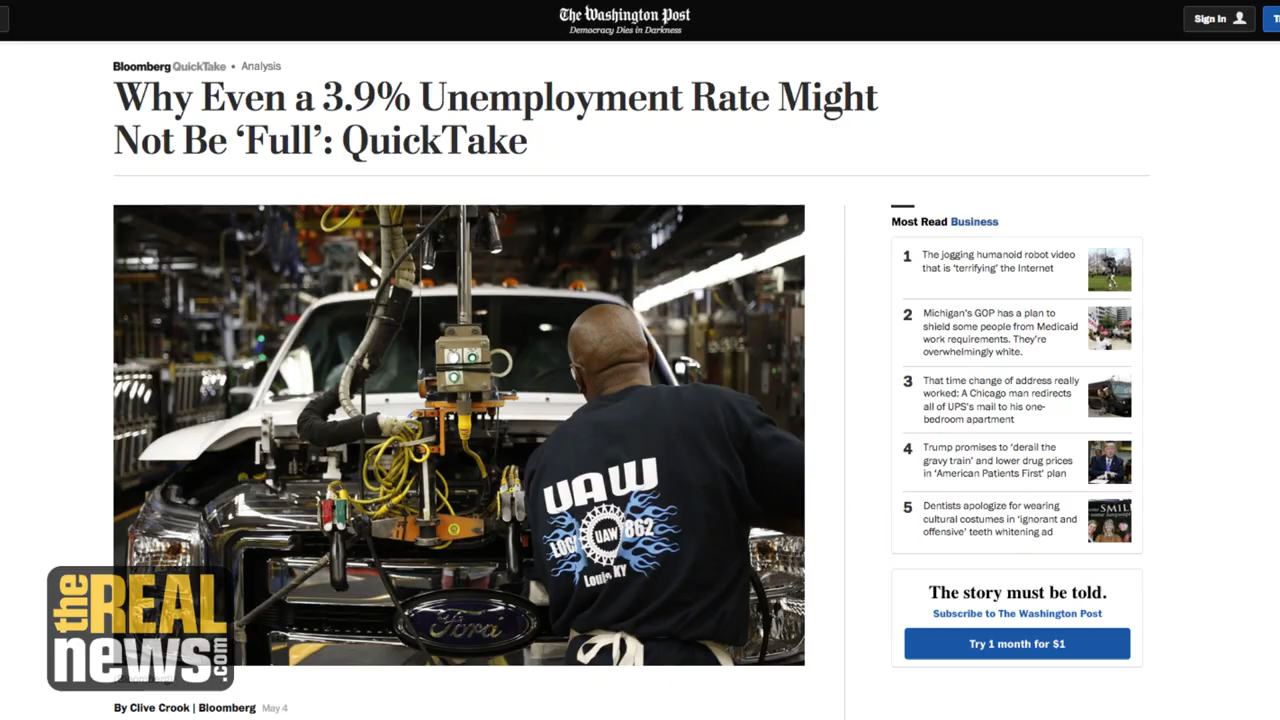 The Washington Post
Democracy Dies in Darkness
Sign In
Bloomberg QuickTake • Analysis
Why Even a 3.9% Unemployment Rate Might
Not Be ‘Full’: QuickTake
UAW
LOCAL UAW 862
Louis, KY
Ford
the REAL
news.com
By Clive Crook | Bloomberg May 4
Most Read Business
1 The jogging humanoid robot video
that is ‘terrifying’ the Internet
2 Michigan’s GOP has a plan to
shield some people from Medicaid
work requirements. They’re
overwhelmingly white.
3 That time change of address really
worked: A Chicago man redirects
all of UPS’s mail to his one-
bedroom apartment
4 Trump promises to ‘derail the
gravy train’ and lower drug prices
in ‘American Patients First’ plan
5 Dentists apologize for wearing
cultural costumes in ‘ignorant and
offensive’ teeth whitening ad
The story must be told.
Subscribe to The Washington Post
Try 1 month for $1